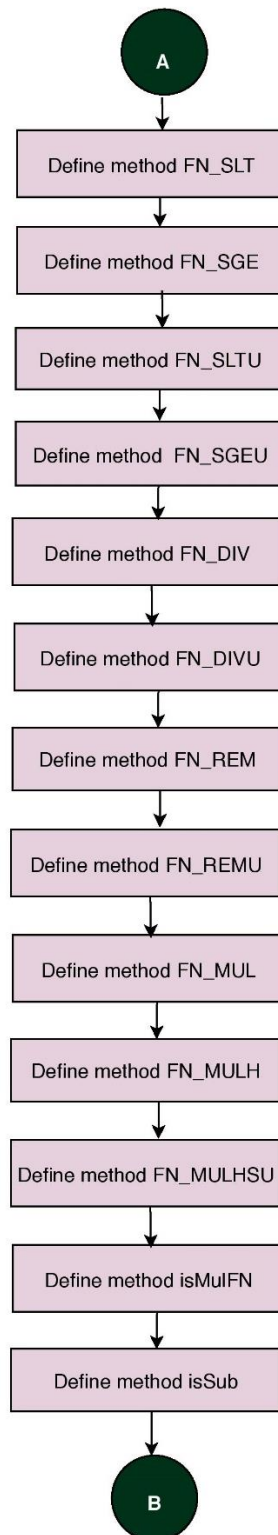 A
Define method FN_SLT
Define method FN_SGE
Define method FN_SLTU
Define method FN_SGEU
Define method FN_DIV
Define method FN_DIVU
Define method FN_REM
Define method FN_REMU
Define method FN_MUL
Define method FN_MULH
Define method FN_MULHSU
Define method isMulFN
Define method isSub
B